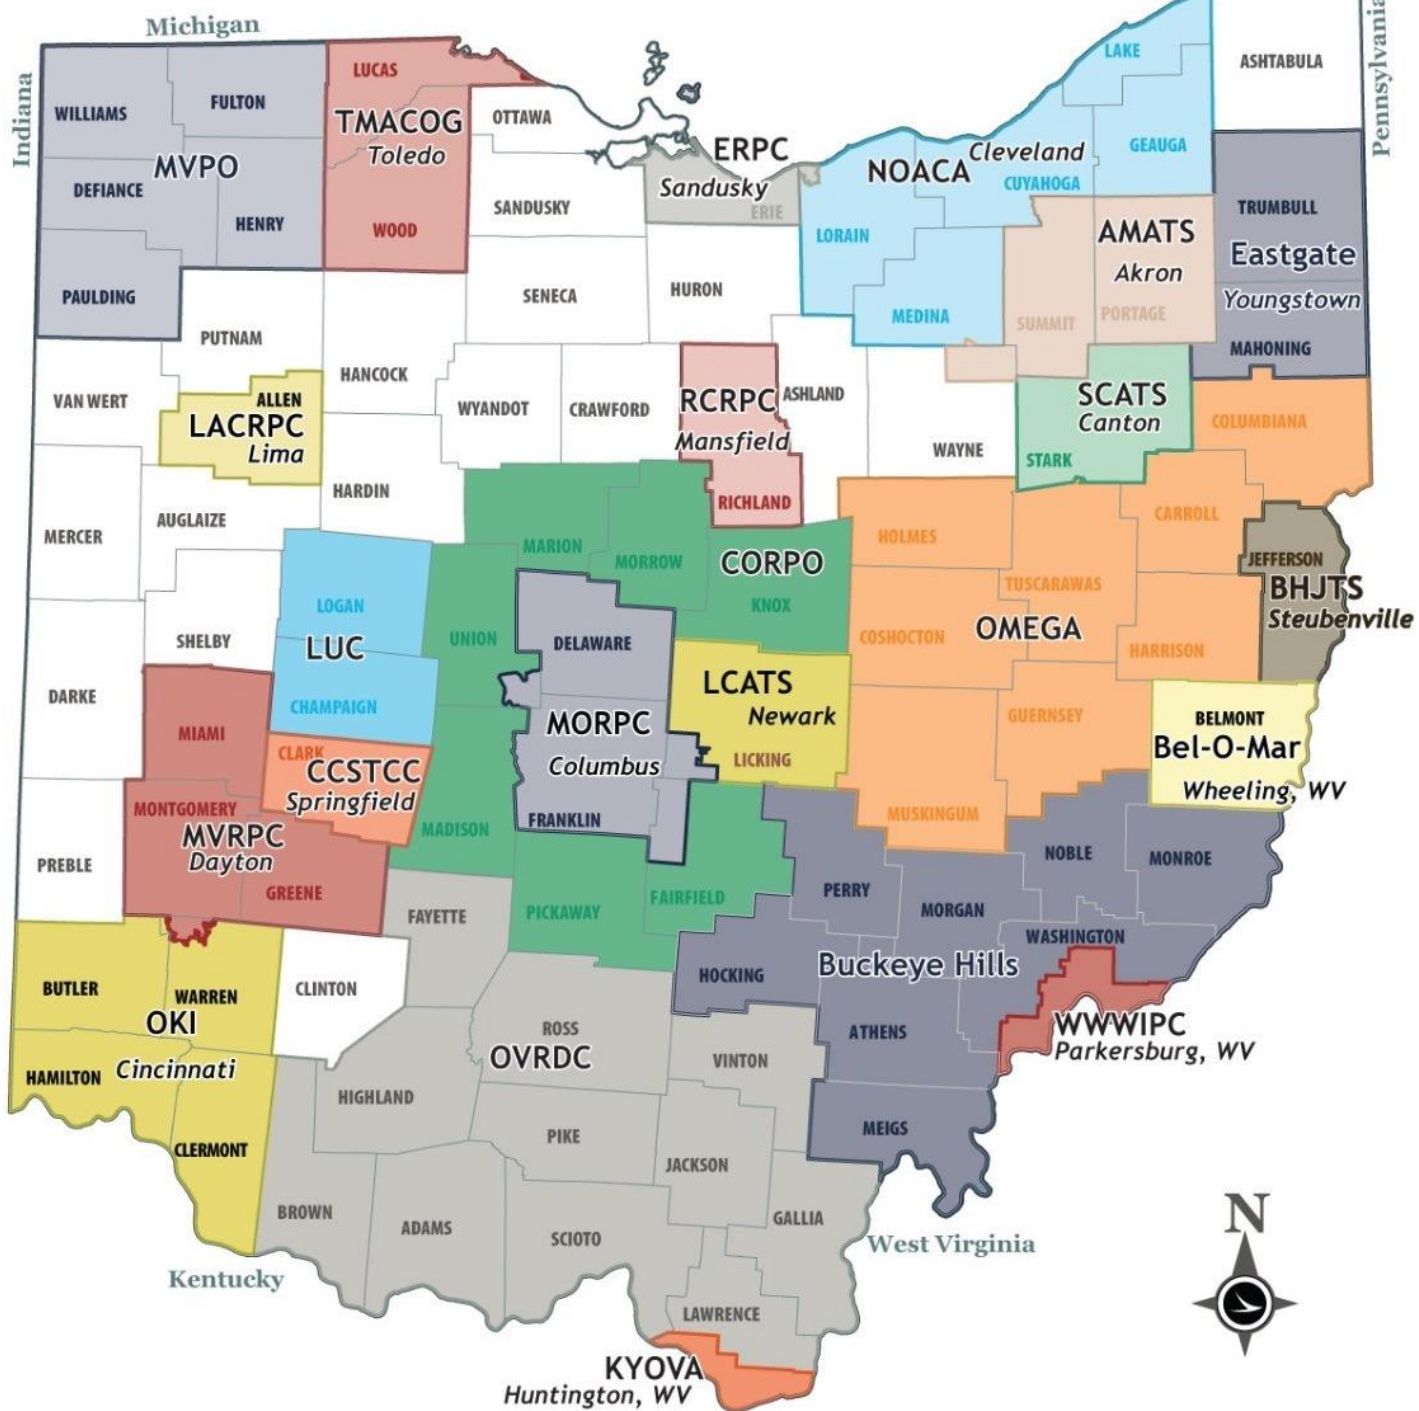 Michigan
Indiana
Pennsylvania
LAKE
ASHTABULA
LUCAS
WILLIAMS
FULTON
TMACOG
Toledo
OTTAWA
ERPC
Sandusky
ERIE
NOACA
Cleveland
CUYAHOGA
GEAUGA
MVPO
DEFIANCE
HENRY
WOOD
SANDUSKY
LORAIN
AMATS
Akron
TRUMBULL
Eastgate
Youngstown
PAULDING
SENECA
HURON
MEDINA
SUMMIT
PORTAGE
MAHONING
PUTNAM
HANCOCK
VAN WERT
ALLEN
LACRPC
Lima
WYANDOT
CRAWFORD
RCRPC
Mansfield
RICHLAND
ASHLAND
WAYNE
SCATS
Canton
STARK
COLUMBIANA
HARDIN
MERCER
AUGLAIZE
MARION
MORROW
CORPO
KNOX
HOLMES
CARROLL
TUSCARAWAS
JEFFERSON
BHJTS
Steubenville
LOGAN
LUC
CHAMPAIGN
UNION
DELAWARE
COSHOCTON
OMEGA
HARRISON
SHELBY
DARKE
MIAMI
LCATS
Newark
LICKING
GUERNSEY
BELMONT
Bel-O-Mar
Wheeling, WV
MORPC
Columbus
FRANKLIN
CLARK
CCSTCC
Springfield
MONTGOMERY
MVRPC
Dayton
GREENE
MADISON
MUSKINGUM
PREBLE
NOBLE
MONROE
PERRY
MORGAN
FAYETTE
PICKAWAY
FAIRFIELD
WASHINGTON
HOCKING
Buckeye Hills
BUTLER
WARREN
OKI
Cincinnati
HAMILTON
CLERMONT
CLINTON
ROSS
OVRDC
VINTON
ATHENS
WWWIPC
Parkersburg, WV
HIGHLAND
PIKE
JACKSON
MEIGS
BROWN
ADAMS
SCIOTO
GALLIA
LAWRENCE
West Virginia
Kentucky
KYOVA
Huntington, WV
N